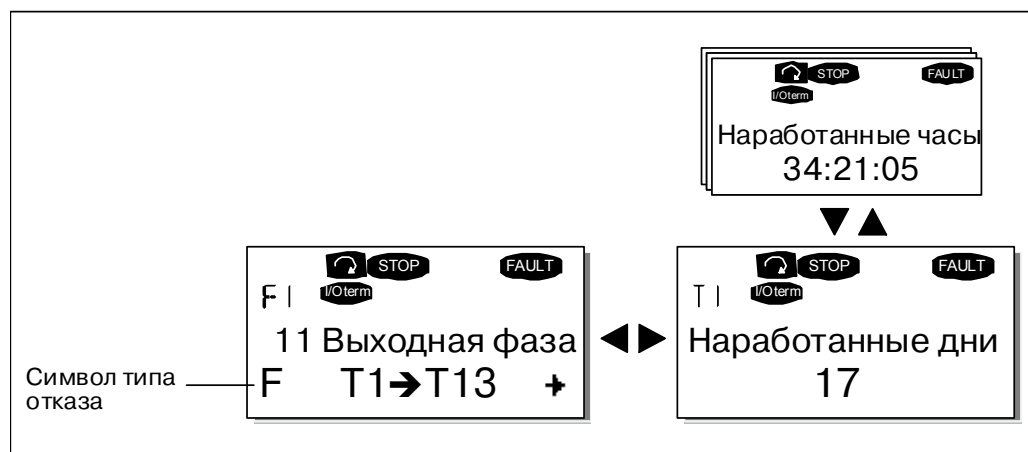 STOP FAULT
I/Oterm
Наработанные часы
34:21:05
▼ ▲
STOP FAULT
F1 I/Oterm
11 Выходная фаза
F T1➔T13
Символ типа
отказа
◄ ►
STOP FAULT
T1 I/Oterm
Наработанные дни
17